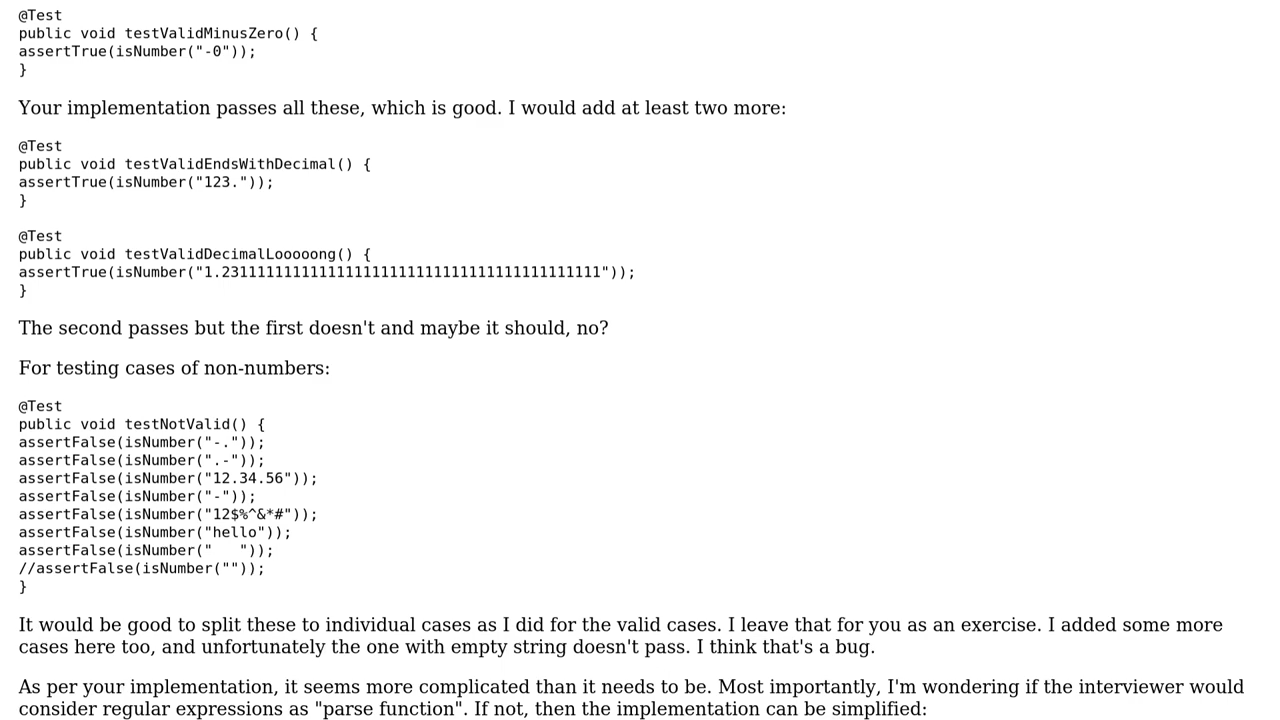 @Test
public void testValidMinusZero() {
assertTrue(isNumber("-0"));
}
Your implementation passes all these, which is good. I would add at least two more:
@Test
public void testValidEndsWithDecimal() {
assertTrue(isNumber("123."));
}
@Test
public void testValidDecimalLooooong() {
assertTrue(isNumber("1.23111111111111111111111111111111111111111111"));
}
The second passes but the first doesn't and maybe it should, no?
For testing cases of non-numbers:
@Test
public void testNotValid() {
assertFalse(isNumber("-."));
assertFalse(isNumber(".-"));
assertFalse(isNumber("12.34.56"));
assertFalse(isNumber("-"));
assertFalse(isNumber("12$%^&*#"));
assertFalse(isNumber("hello"));
assertFalse(isNumber("   "));
//assertFalse(isNumber(""));
}
It would be good to split these to individual cases as I did for the valid cases. I leave that for you as an exercise. I added some more
cases here too, and unfortunately the one with empty string doesn't pass. I think that's a bug.
As per your implementation, it seems more complicated than it needs to be. Most importantly, I'm wondering if the interviewer would
consider regular expressions as "parse function". If not, then the implementation can be simplified: